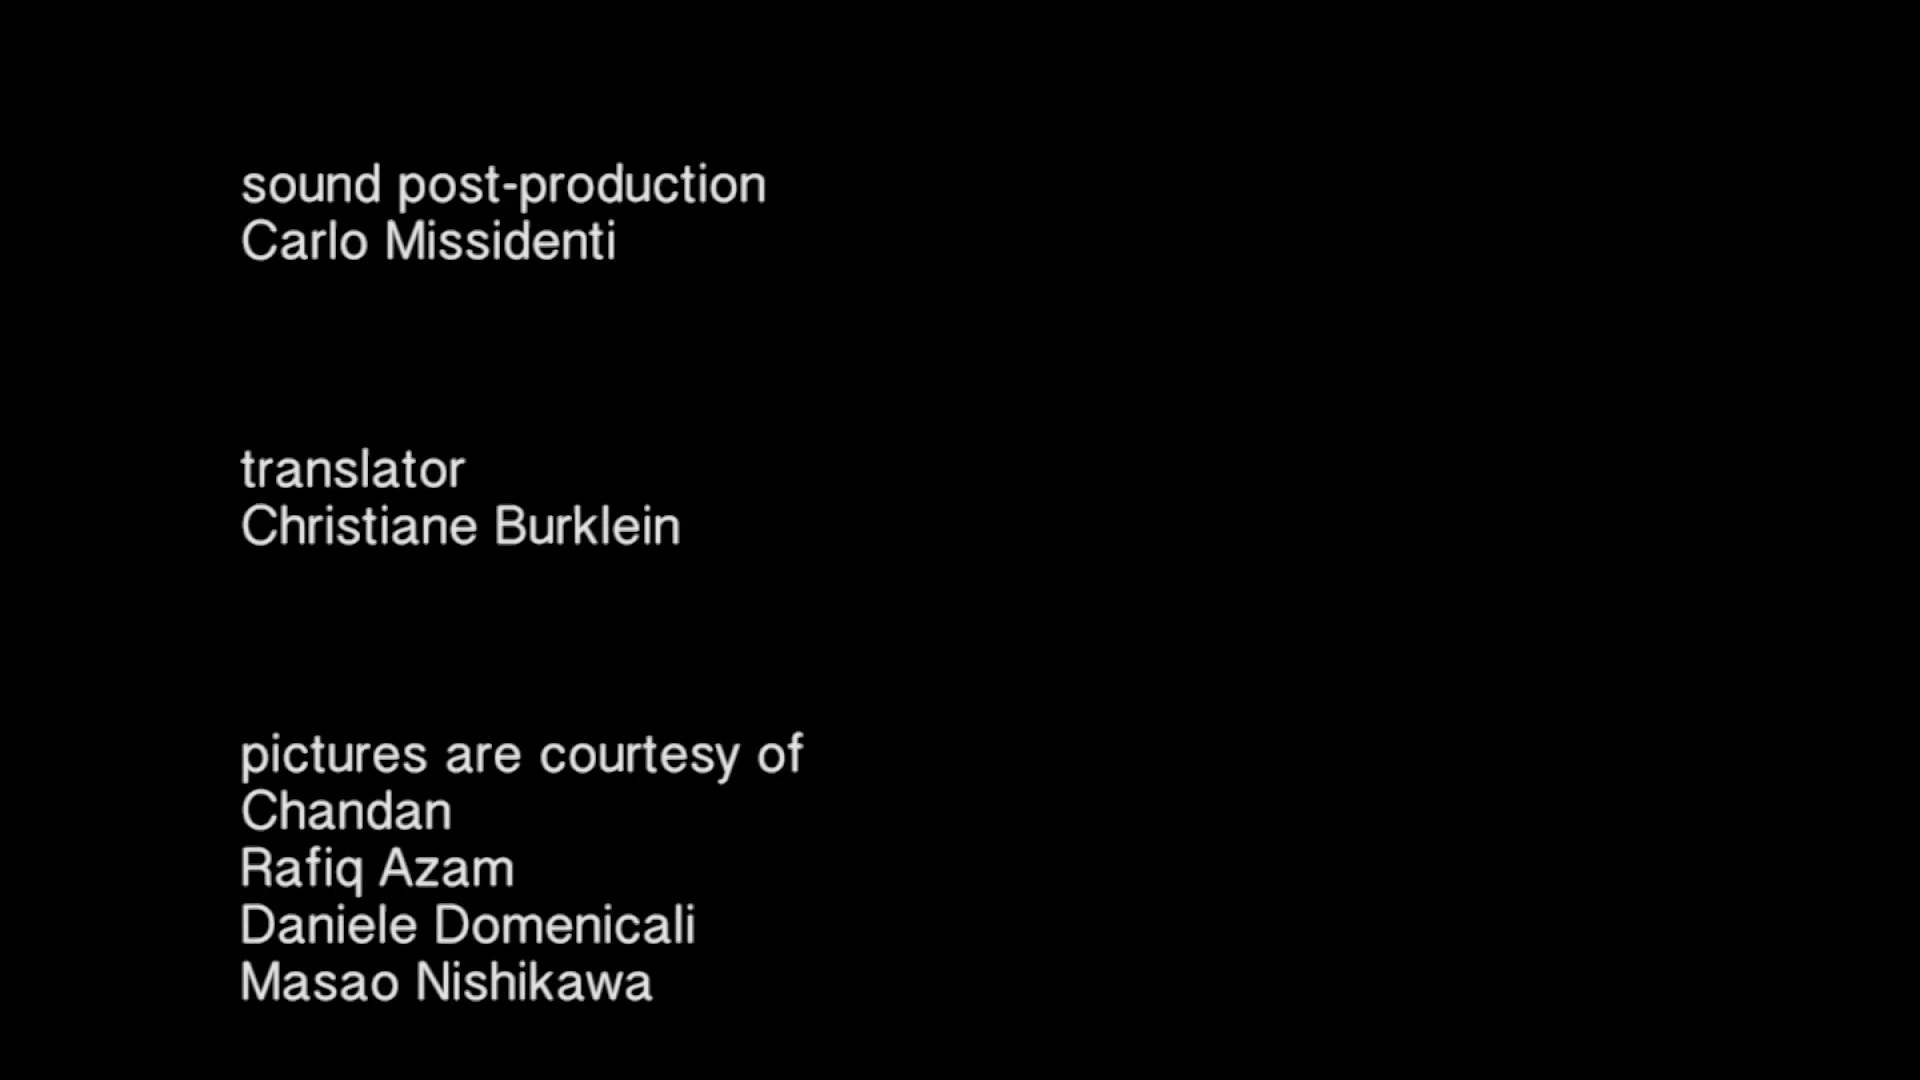 sound post-production
Carlo Missidenti
translator
Christiane Burklein
pictures are courtesy of
Chandan
Rafiq Azam
Daniele Domenicali
Masao Nishikawa